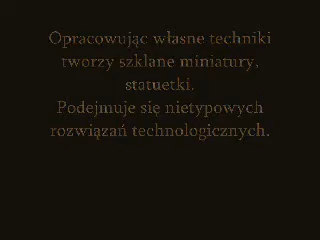 Opracowując własne techniki
tworzy szklane miniatury,
statuetki.
Podejmuje się nietypowych
rozwiązań technologicznych.